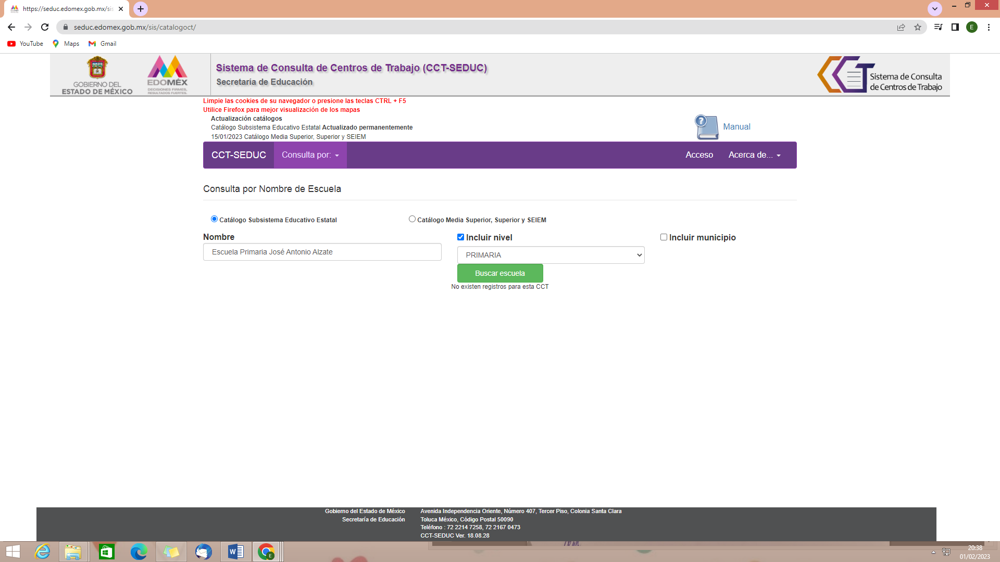 https://seduc.edomex.gob.mx/sis
seduc.edomex.gob.mx/sis/catalogoct/
E
YouTube
Maps
Gmail
GOBIERNO DEL
ESTADO DE MÉXICO
EDOMÉX
DECISIONES FIRMES,
RESULTADOS FUERTES.
Sistema de Consulta de Centros de Trabajo (CCT-SEDUC)
Secretaría de Educación
CCT
Sistema de Consulta
de Centros de Trabajo
Limpie las cookies de su navegador o presione las teclas CTRL + F5
Utilice Firefox para mejor visualización de los mapas
Actualización catálogos
Catálogo Subsistema Educativo Estatal Actualizado permanentemente
15/01/2023 Catálogo Media Superior, Superior y SEIEM
?
Manual
CCT-SEDUC
Consulta por:
Acceso
Acerca de...
Consulta por Nombre de Escuela
Catálogo Subsistema Educativo Estatal
Catálogo Media Superior, Superior y SEIEM
Nombre
Incluir nivel
Incluir municipio
Escuela Primaria José Antonio Alzate
PRIMARIA
Buscar escuela
No existen registros para esta CCT
Gobierno del Estado de México
Secretaría de Educación
Avenida Independencia Oriente, Número 407, Tercer Piso, Colonia Santa Clara
Toluca México, Código Postal 50090
Teléfono : 72 2214 7258, 72 2167 0473
CCT-SEDUC Ver. 18.08.28
E
20:38
01/02/2023